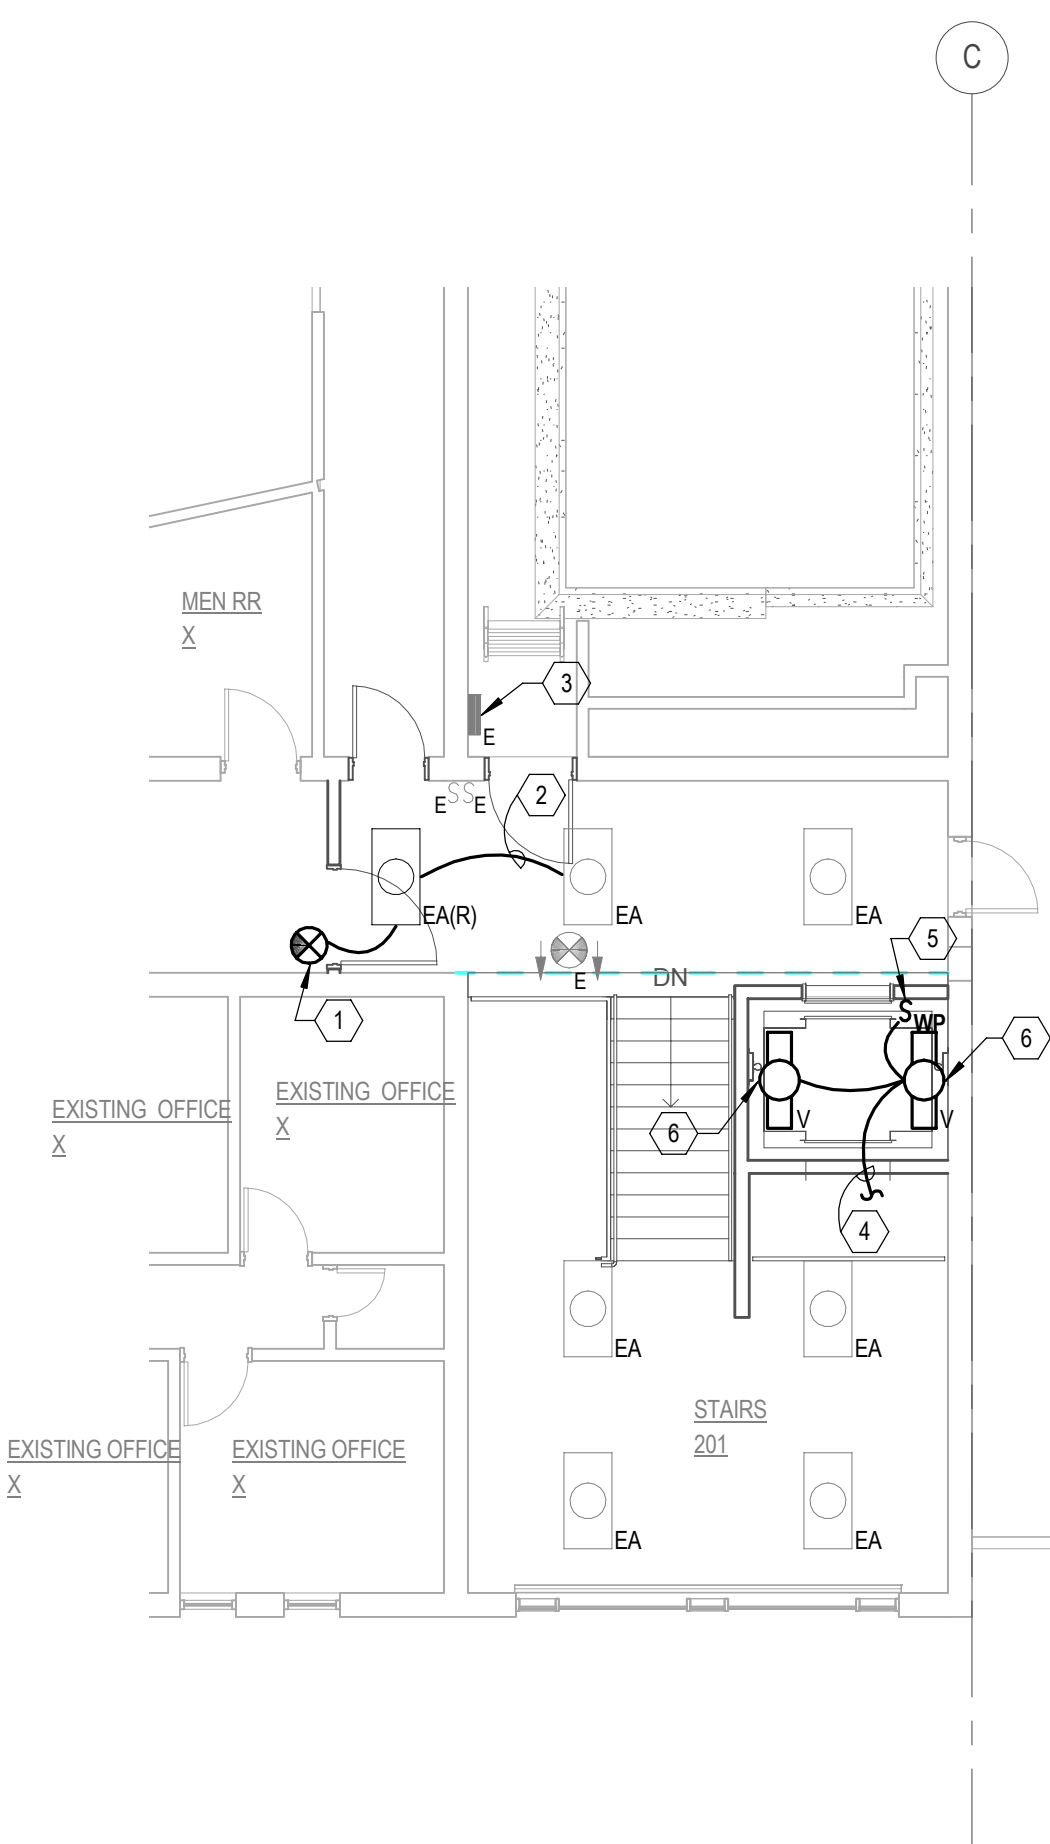 C
MEN RR
X
3
E
E S S E
2
EA(R)
EA
EA
5
E
DN
1
S WP
6
EXISTING OFFICE
X
EXISTING OFFICE
X
6
V
V
4
EA
EA
STAIRS
201
EXISTING OFFICE
X
EXISTING OFFICE
X
EA
EA